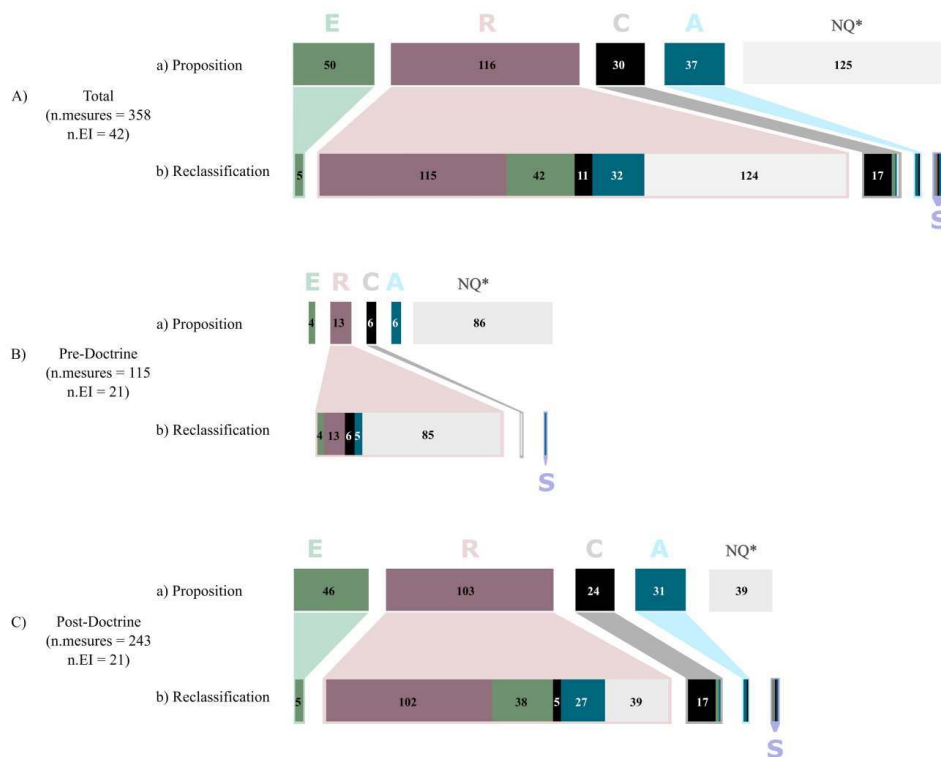 E R C A NQ*
a) Proposition 50 116 30 37 125
A) Total
(n.mesures = 358
n.EI = 42)
b) Reclassification 5 115 42 11 32 124 17
S
E R C A NQ*
a) Proposition 4 13 6 6 86
B) Pre-Doctrine
(n.mesures = 115
n.EI = 21)
b) Reclassification 4 13 6 5 85
S
E R C A NQ*
a) Proposition 46 103 24 31 39
C) Post-Doctrine
(n.mesures = 243
n.EI = 21)
b) Reclassification 5 102 38 5 27 39 17
S